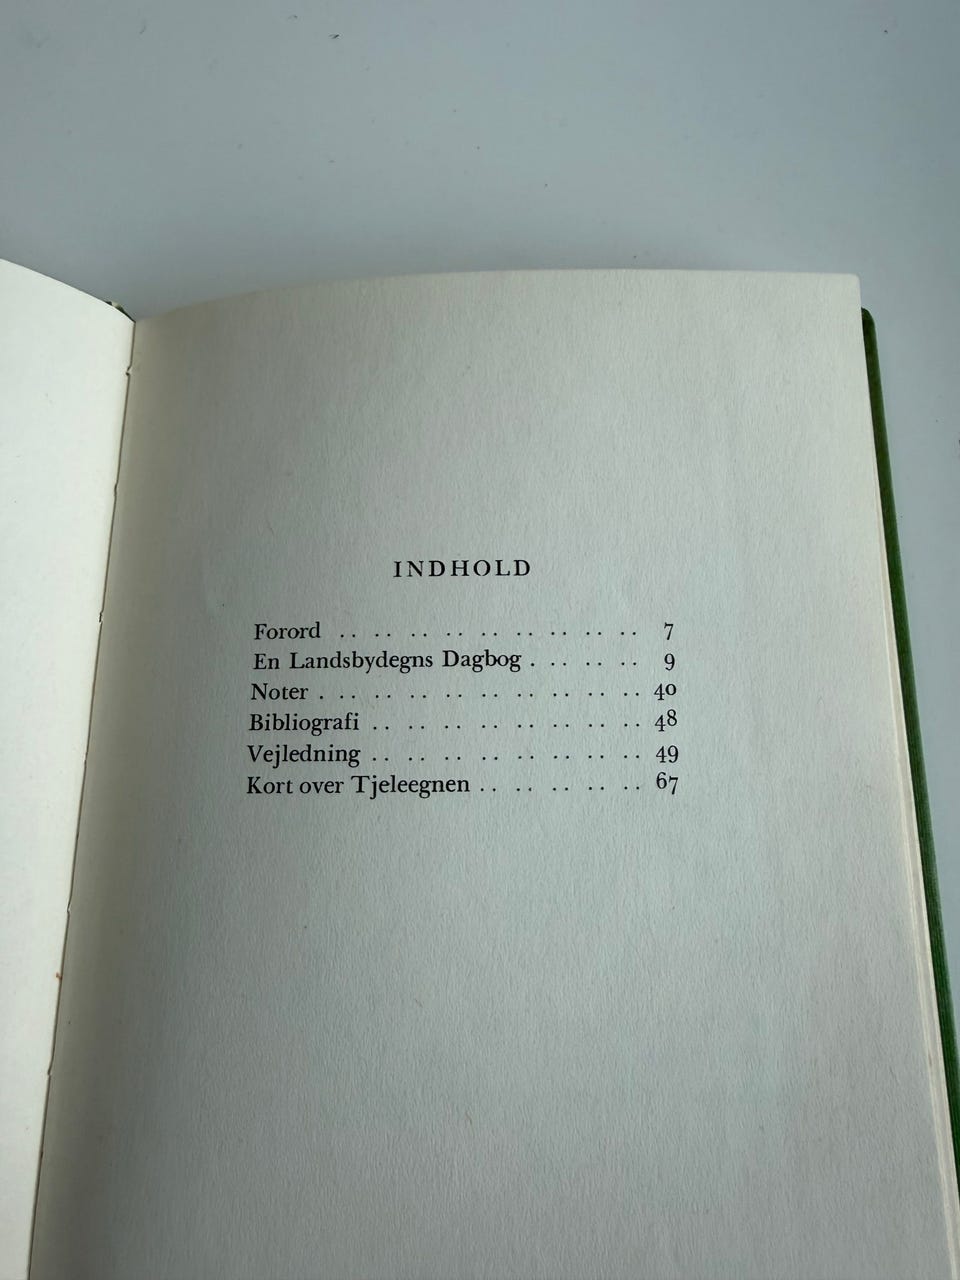 INDHOLD
Forord . . . . . . . . . . . . . . . . . . 7
En Landsbydegns Dagbog . . . . . . . 9
Noter . . . . . . . . . . . . . . . . . . . 40
Bibliografi . . . . . . . . . . . . . . . . 48
Vejledning . . . . . . . . . . . . . . . . 49
Kort over Tjeleegnen . . . . . . . . . . 67